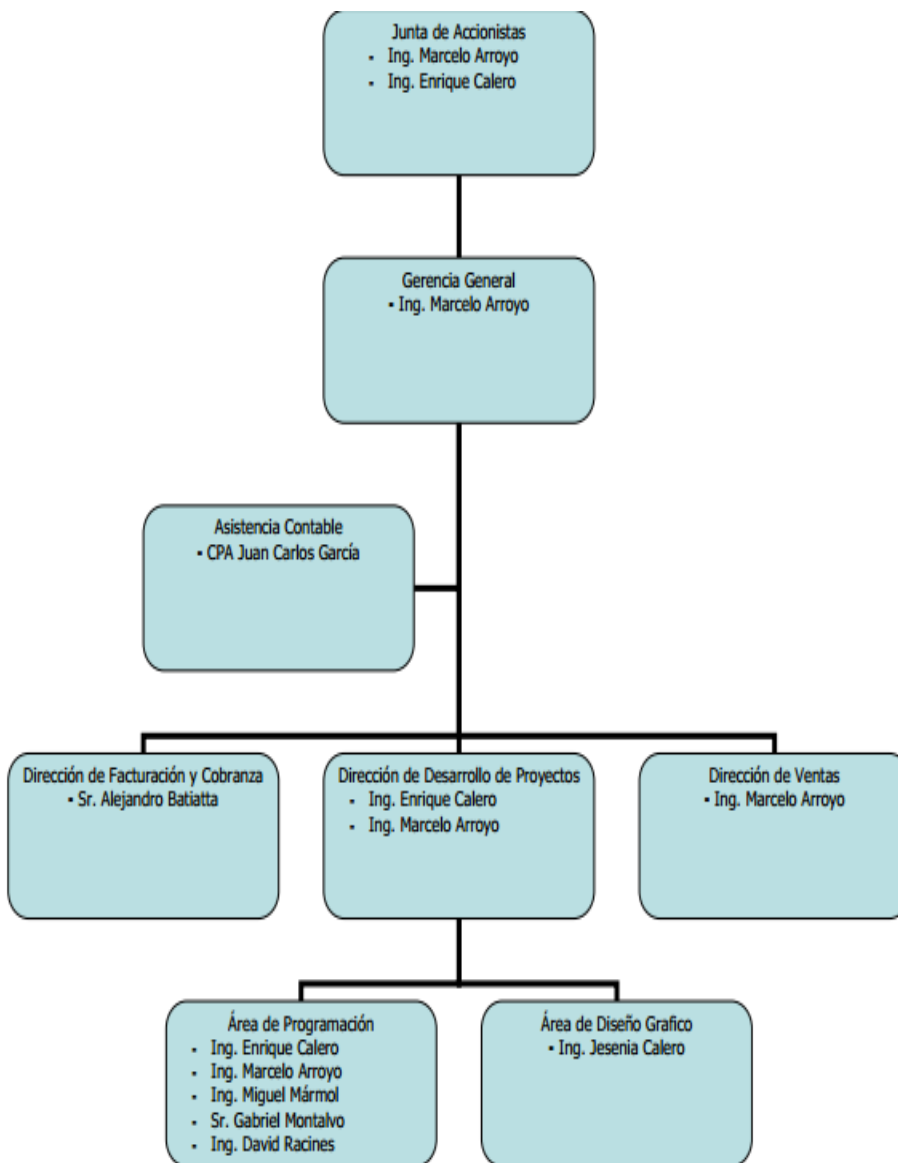 Junta de Accionistas
▪ Ing. Marcelo Arroyo
▪ Ing. Enrique Calero
Gerencia General
▪ Ing. Marcelo Arroyo
Asistencia Contable
▪ CPA Juan Carlos García
Dirección de Facturación y Cobranza
▪ Sr. Alejandro Batiatta
Dirección de Desarrollo de Proyectos
▪ Ing. Enrique Calero
▪ Ing. Marcelo Arroyo
Dirección de Ventas
▪ Ing. Marcelo Arroyo
Área de Programación
▪ Ing. Enrique Calero
▪ Ing. Marcelo Arroyo
▪ Ing. Miguel Mármol
▪ Sr. Gabriel Montalvo
▪ Ing. David Racines
Área de Diseño Grafico
▪ Ing. Jesenia Calero